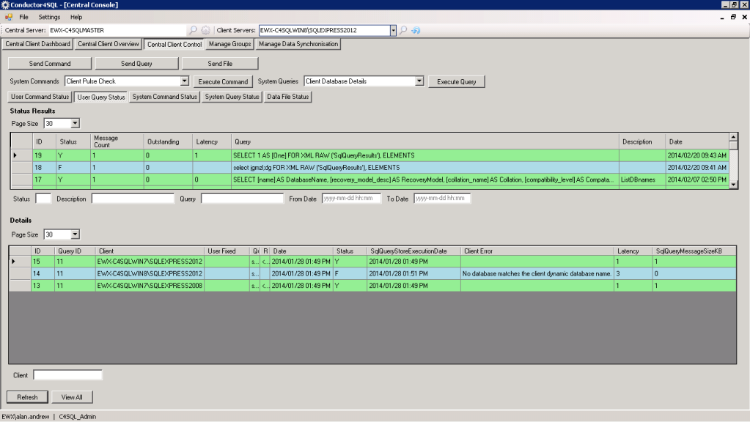 Conductor4SQL - [Central Console]
File Settings Help
Central Server: EWX-C4SQLMASTER Client Servers: EWX-C4SQLWIN8\SQLEXPRESS2012
Central Client Dashboard Central Client Overview Central Client Control Manage Groups Manage Data Synchronisation
Send Command Send Query Send File
System Commands Client Pulse Check Execute Command System Queries Client Database Details Execute Query
User Command Status User Query Status System Command Status System Query Status Data File Status
Status Results
Page Size 30
ID Status Message Count Outstanding Latency Query Description Date
19 Y 1 0 1 SELECT 1 AS [One] FOR XML RAW ('SqlQueryResults'), ELEMENTS 2014/02/20 09:43 AM
18 F 1 0 FOR XML RAW ('SqlQueryResults'), ELEMENTS 2014/02/20 09:41 AM
17 Y 1 0 0 SELECT [name] AS DatabaseName, [recovery_model_desc] AS RecoveryModel, [collation_name] AS Collation, [compatibility_level] AS Compata... ListDBnames 2014/02/07 02:50 PM
Status Description Query From Date yyyy-mm-dd hh:mm To Date yyyy-mm-dd hh:mm
Details
Page Size 30
ID Query ID Client User Fixed Qu R Date Status SqlQueryStoreExecutionDate Client Error Latency SqlQueryMessageSizeKB
15 11 EWX-C4SQLWIN8\SQLEXPRESS2012 s... <... 2014/01/28 01:49 PM Y 2014/01/28 01:49 PM 1 1
14 11 EWX-C4SQLWIN7\SQLEXPRESS2012 s... <... 2014/01/28 01:49 PM F 2014/01/28 01:51 PM No database matches the client dynamic database name. 3 0
13 11 EWX-C4SQLWIN7\SQLEXPRESS2008 s... <... 2014/01/28 01:49 PM Y 2014/01/28 01:49 PM 1 1
Client
Refresh View All
EWX\alan.andrew | C4SQL_Admin